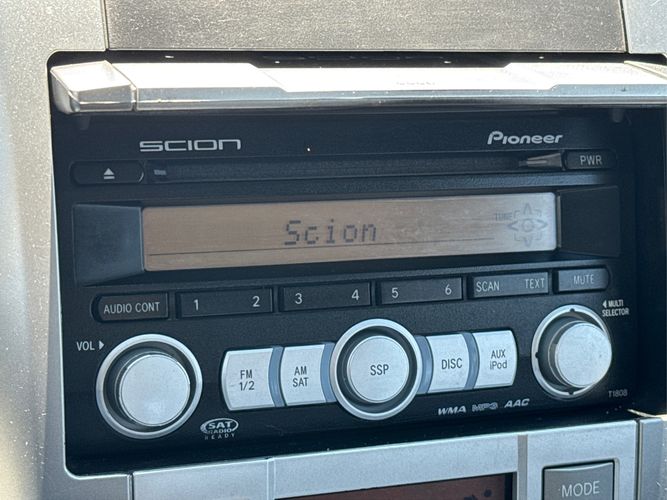 SCION Pioneer
PWR
Scion TUNE
AUDIO CONT 1 2 3 4 5 6 SCAN TEXT MUTE
VOL MULTI
SELECTOR
FM
1/2
AM
SAT
SSP
DISC
AUX
iPod
SAT
RADIO
READY
WMA MP3 AAC
T1808
MODE